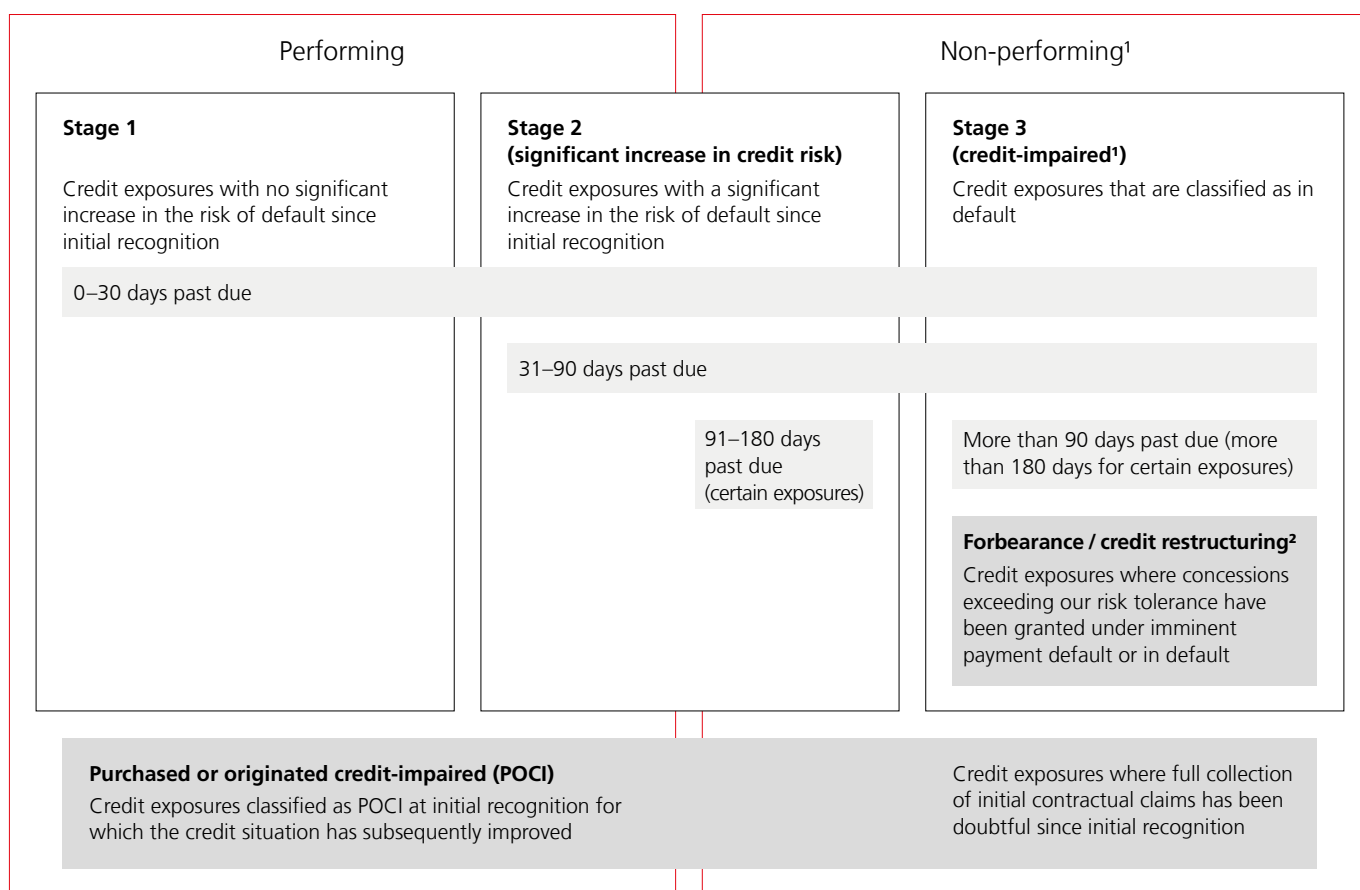 Performing
Non-performing¹
Stage 1
Credit exposures with no significant
increase in the risk of default since
initial recognition
Stage 2
(significant increase in credit risk)
Credit exposures with a significant
increase in the risk of default since
initial recognition
Stage 3
(credit-impaired¹)
Credit exposures that are classified as in
default
0–30 days past due
31–90 days past due
91–180 days
past due
(certain exposures)
More than 90 days past due (more
than 180 days for certain exposures)
Forbearance / credit restructuring²
Credit exposures where concessions
exceeding our risk tolerance have
been granted under imminent
payment default or in default
Purchased or originated credit-impaired (POCI)
Credit exposures classified as POCI at initial recognition for
which the credit situation has subsequently improved
Credit exposures where full collection
of initial contractual claims has been
doubtful since initial recognition